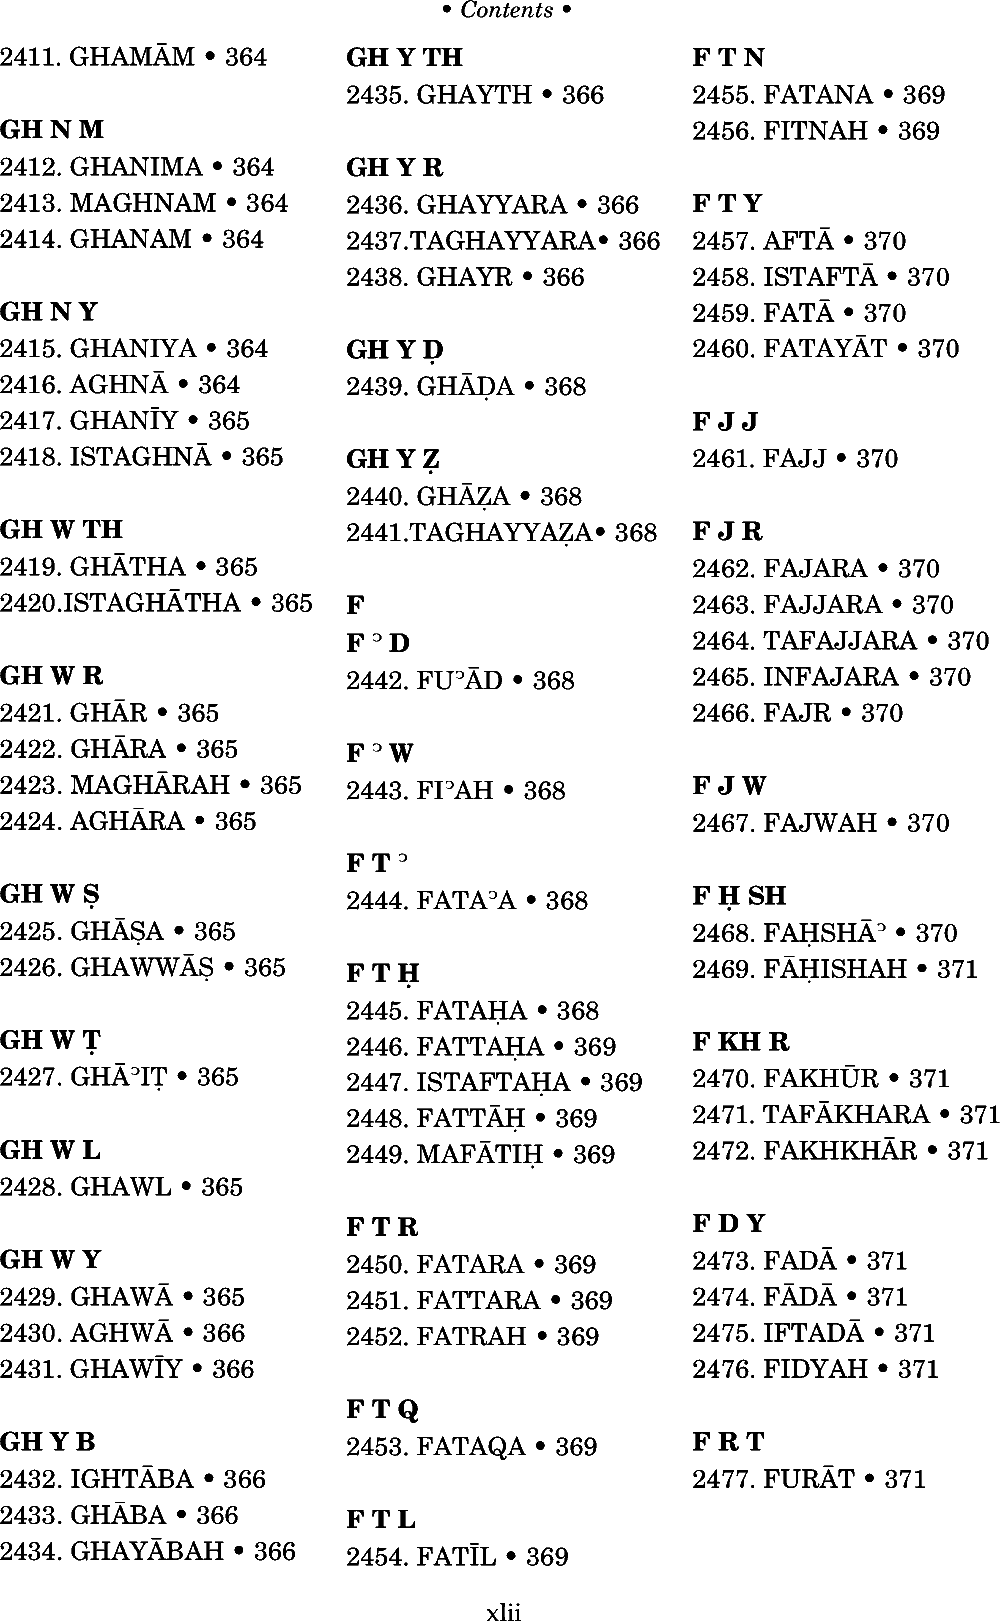 • Contents •
2411. GHAMĀM • 364
GH N M
2412. GHANIMA • 364
2413. MAGHNAM • 364
2414. GHANAM • 364
GH N Y
2415. GHANIYA • 364
2416. AGHNĀ • 364
2417. GHANĪY • 365
2418. ISTAGHNĀ • 365
GH W TH
2419. GHĀTHA • 365
2420.ISTAGHĀTHA • 365
GH W R
2421. GHĀR • 365
2422. GHĀRA • 365
2423. MAGHĀRAH • 365
2424. AGHĀRA • 365
GH W Ṣ
2425. GHĀṢA • 365
2426. GHAWWĀṢ • 365
GH W Ṭ
2427. GHĀʾIṬ • 365
GH W L
2428. GHAWL • 365
GH W Y
2429. GHAWĀ • 365
2430. AGHWĀ • 366
2431. GHAWĪY • 366
GH Y B
2432. IGHTĀBA • 366
2433. GHĀBA • 366
2434. GHAYĀBAH • 366
GH Y TH
2435. GHAYTH • 366
GH Y R
2436. GHAYYARA • 366
2437.TAGHAYYARA• 366
2438. GHAYR • 366
GH Y Ḍ
2439. GHĀḌA • 368
GH Y Ẓ
2440. GHĀẒA • 368
2441.TAGHAYYAẒA• 368
F
F ʾ D
2442. FUʾĀD • 368
F ʾ W
2443. FIʾAH • 368
F T ʾ
2444. FATAʾA • 368
F T Ḥ
2445. FATAḤA • 368
2446. FATTAḤA • 369
2447. ISTAFTAḤA • 369
2448. FATTĀḤ • 369
2449. MAFĀTIḤ • 369
F T R
2450. FATARA • 369
2451. FATTARA • 369
2452. FATRAH • 369
F T Q
2453. FATAQA • 369
F T L
2454. FATĪL • 369
F T N
2455. FATANA • 369
2456. FITNAH • 369
F T Y
2457. AFTĀ • 370
2458. ISTAFTĀ • 370
2459. FATĀ • 370
2460. FATAYĀT • 370
F J J
2461. FAJJ • 370
F J R
2462. FAJARA • 370
2463. FAJJARA • 370
2464. TAFAJJARA • 370
2465. INFAJARA • 370
2466. FAJR • 370
F J W
2467. FAJWAH • 370
F Ḥ SH
2468. FAḤSHĀʾ • 370
2469. FĀḤISHAH • 371
F KH R
2470. FAKHŪR • 371
2471. TAFĀKHARA • 371
2472. FAKHKHĀR • 371
F D Y
2473. FADĀ • 371
2474. FĀDĀ • 371
2475. IFTADĀ • 371
2476. FIDYAH • 371
F R T
2477. FURĀT • 371
xlii